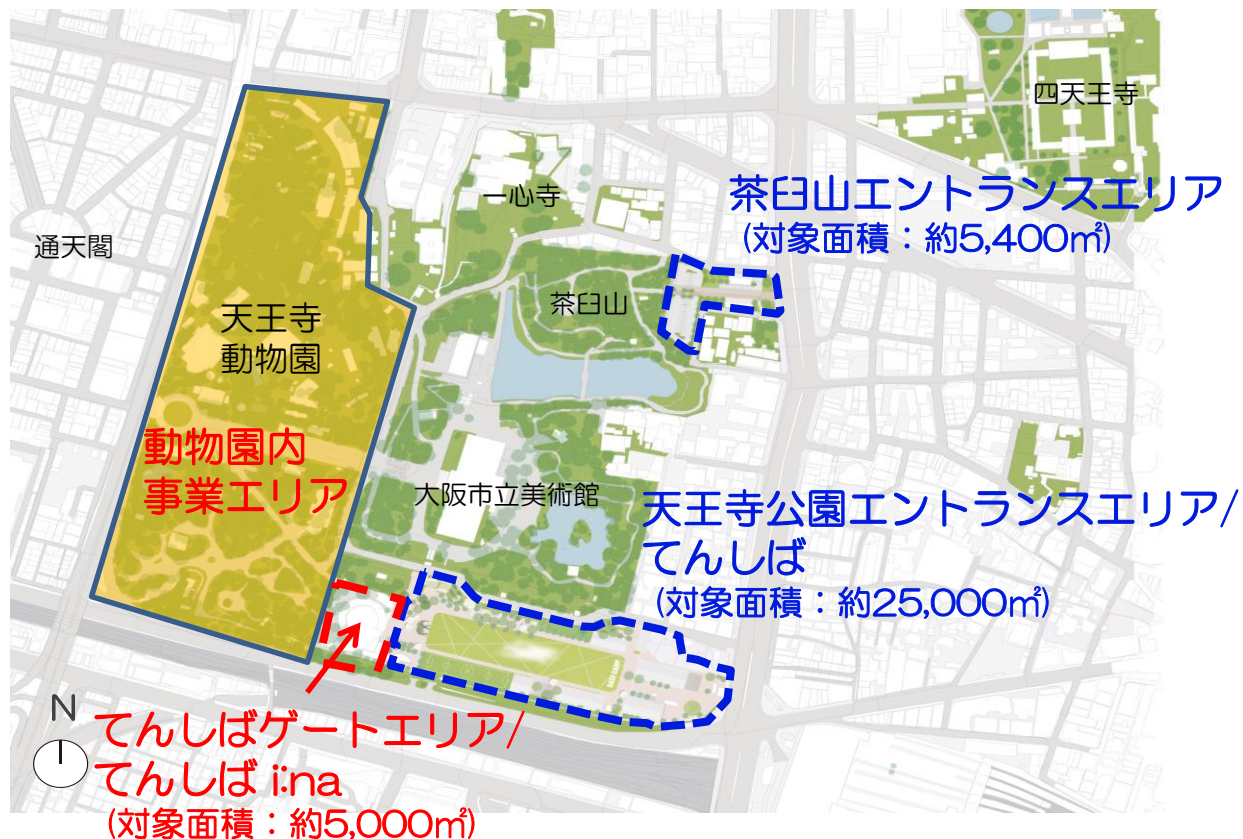 四天王寺
茶臼山エントランスエリア
(対象面積：約5,400㎡)
一心寺
通天閣
茶臼山
天王寺
動物園
動物園内
事業エリア
大阪市立美術館
天王寺公園エントランスエリア/
てんしば
(対象面積：約25,000㎡)
N
てんしばゲートエリア/
てんしば i:na
(対象面積：約5,000㎡)